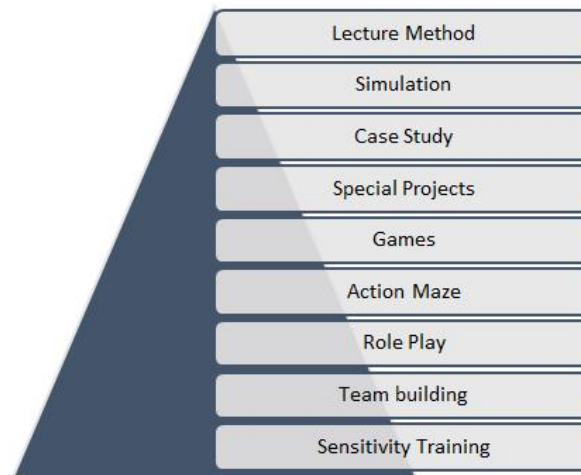 Lecture Method
Simulation
Case Study
Special Projects
Games
Action Maze
Role Play
Team building
Sensitivity Training